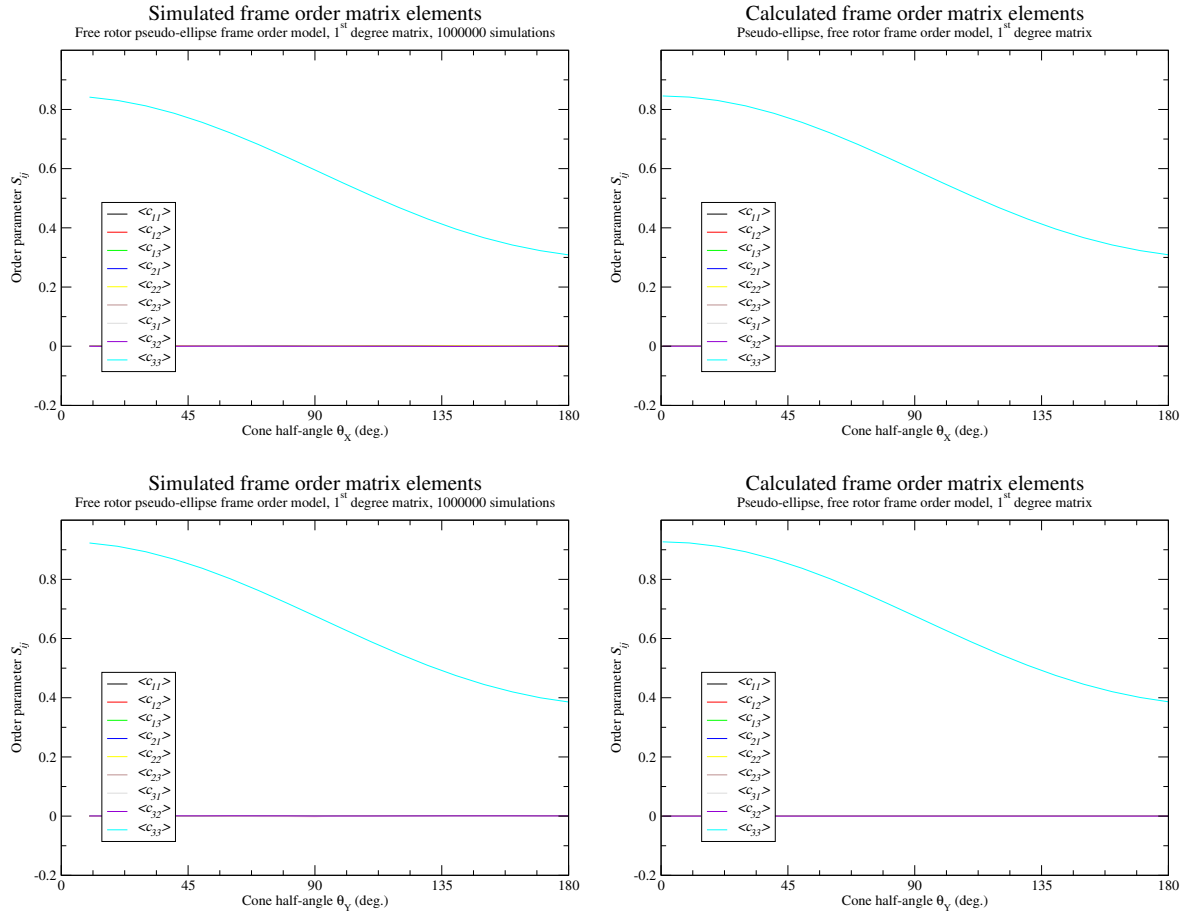 Simulated frame order matrix elements
Free rotor pseudo-ellipse frame order model, 1st degree matrix, 1000000 simulations
0.8
0.6
0.4
0.2
0
-0.2
Order parameter Sij
<c11>
<c12>
<c13>
<c21>
<c22>
<c23>
<c31>
<c32>
<c33>
0 45 90 135 180
Cone half-angle θX (deg.)
Calculated frame order matrix elements
Pseudo-ellipse, free rotor frame order model, 1st degree matrix
0.8
0.6
0.4
0.2
0
-0.2
Order parameter Sij
<c11>
<c12>
<c13>
<c21>
<c22>
<c23>
<c31>
<c32>
<c33>
0 45 90 135 180
Cone half-angle θX (deg.)
Simulated frame order matrix elements
Free rotor pseudo-ellipse frame order model, 1st degree matrix, 1000000 simulations
0.8
0.6
0.4
0.2
0
-0.2
Order parameter Sij
<c11>
<c12>
<c13>
<c21>
<c22>
<c23>
<c31>
<c32>
<c33>
0 45 90 135 180
Cone half-angle θY (deg.)
Calculated frame order matrix elements
Pseudo-ellipse, free rotor frame order model, 1st degree matrix
0.8
0.6
0.4
0.2
0
-0.2
Order parameter Sij
<c11>
<c12>
<c13>
<c21>
<c22>
<c23>
<c31>
<c32>
<c33>
0 45 90 135 180
Cone half-angle θY (deg.)